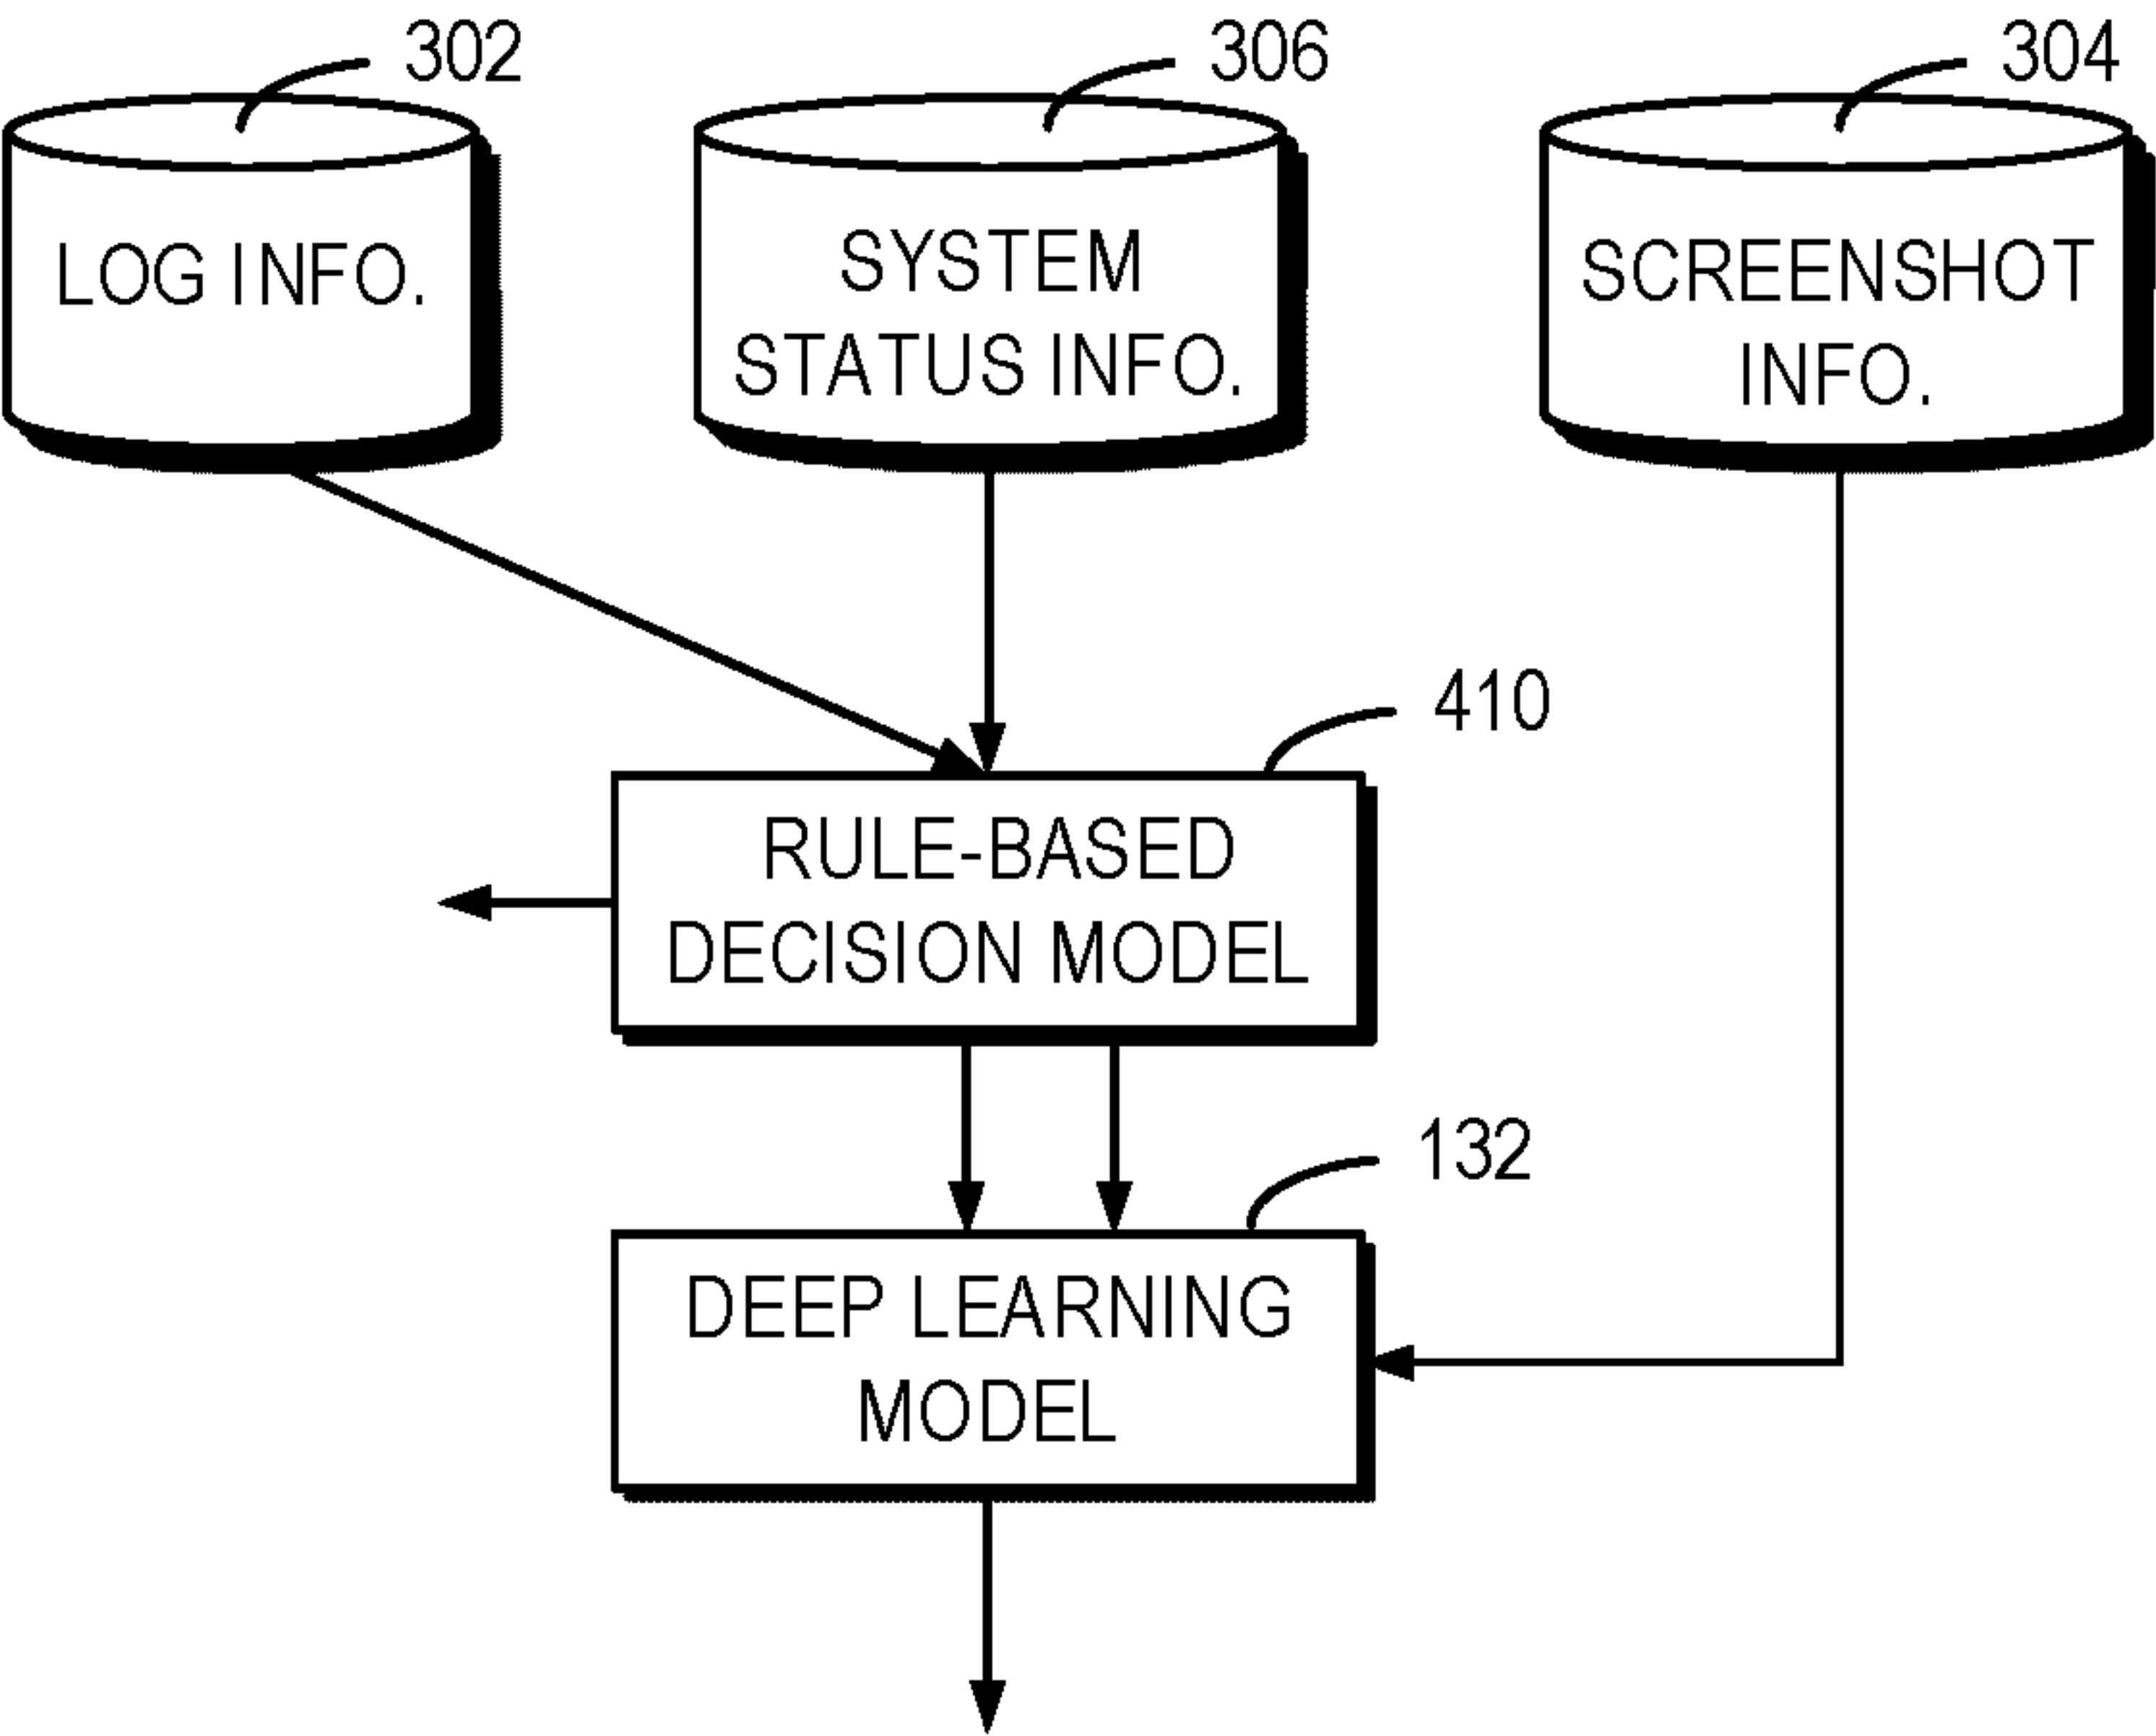 302
306
304
LOG INFO.
SYSTEM
STATUS INFO.
SCREENSHOT
INFO.
410
RULE-BASED
DECISION MODEL
132
DEEP LEARNING
MODEL